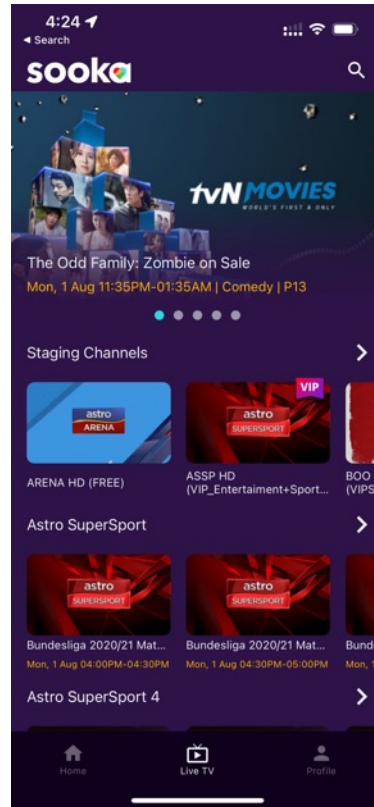 4:24
◀ Search
sooka
tvN MOVIES
WORLD'S FIRST & ONLY
The Odd Family: Zombie on Sale
Mon, 1 Aug 11:35PM-01:35AM | Comedy | P13
Staging Channels
VIP
astro
ARENA
astro
SUPERSPORT
ARENA HD (FREE)
ASSP HD
(VIP_Entertaiment+Sport...
BOO
(VIPS
Astro SuperSport
astro
SUPERSPORT
astro
SUPERSPORT
Bundesliga 2020/21 Mat...
Bundesliga 2020/21 Mat...
Bund
Mon, 1 Aug 04:00PM-04:30PM
Mon, 1 Aug 04:30PM-05:00PM
Mon, 1
Astro SuperSport 4
Home
Live TV
Profile